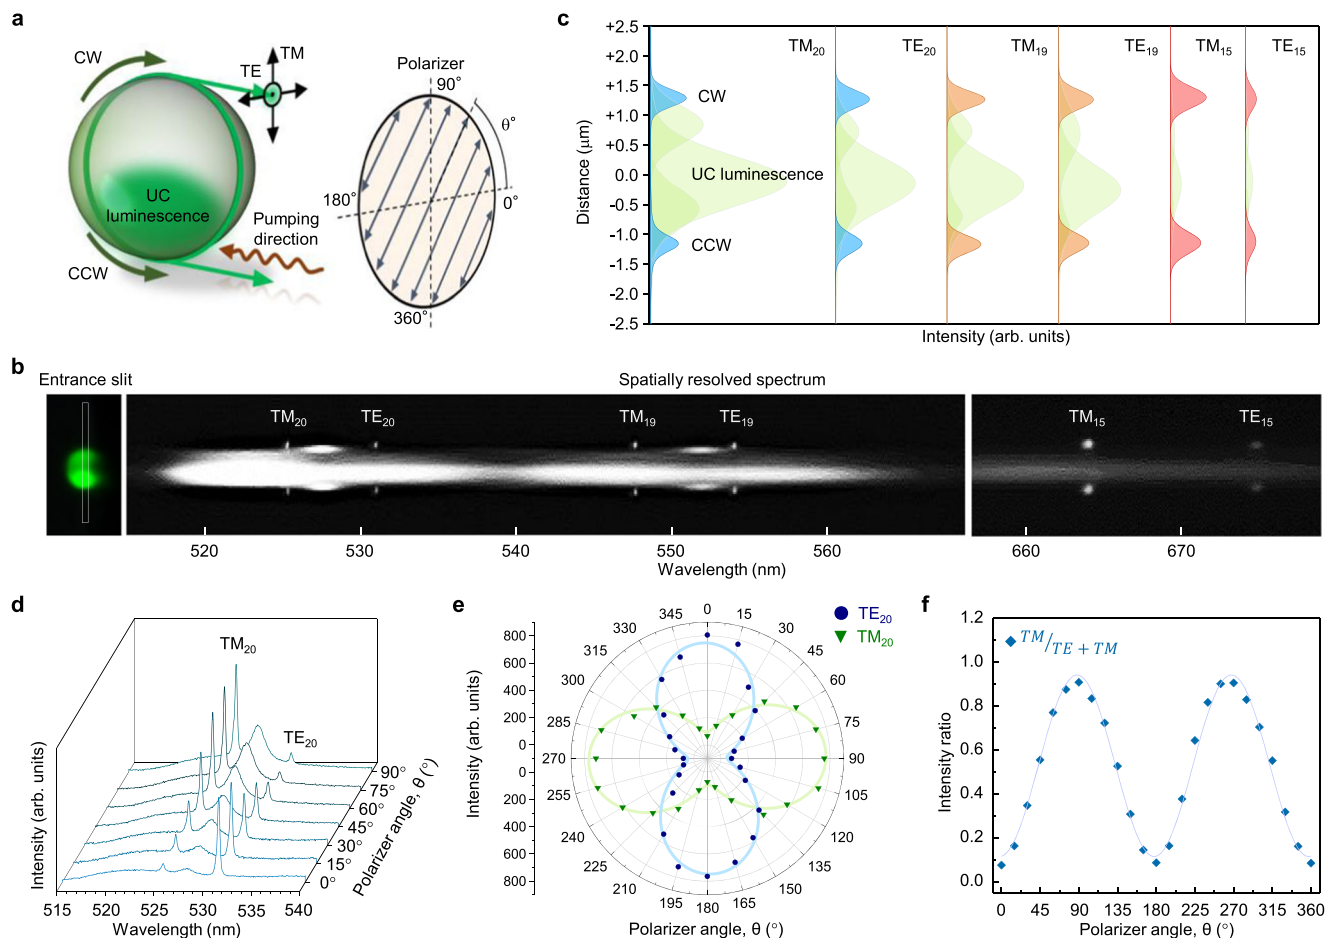 a
CW
TE
TM
UC
luminescence
Pumping
direction
CCW
Polarizer
90°
θ°
180°
0°
360°
c
+2.5
+2.0
+1.5
+1.0
+0.5
0.0
-0.5
-1.0
-1.5
-2.0
-2.5
Distance (μm)
TM₂₀
TE₂₀
TM₁₉
TE₁₉
TM₁₅
TE₁₅
CW
UC luminescence
CCW
Intensity (arb. units)
b
Entrance slit
Spatially resolved spectrum
TM₂₀
TE₂₀
TM₁₉
TE₁₉
TM₁₅
TE₁₅
520
530
540
550
560
660
670
Wavelength (nm)
d
TM₂₀
TE₂₀
Intensity (arb. units)
90°
75°
60°
45°
30°
15°
0°
Polarizer angle, θ (°)
515
520
525
530
535
540
Wavelength (nm)
e
TE₂₀
TM₂₀
Intensity (arb. units)
800
600
400
200
0
0
200
400
600
800
0
15
30
45
60
75
90
105
120
135
150
165
180
195
210
225
240
255
270
285
300
315
330
345
Polarizer angle, θ (°)
f
TM/TE + TM
Intensity ratio
1.2
1.0
0.8
0.6
0.4
0.2
0.0
0
45
90
135
180
225
270
315
360
Polarizer angle, θ (°)